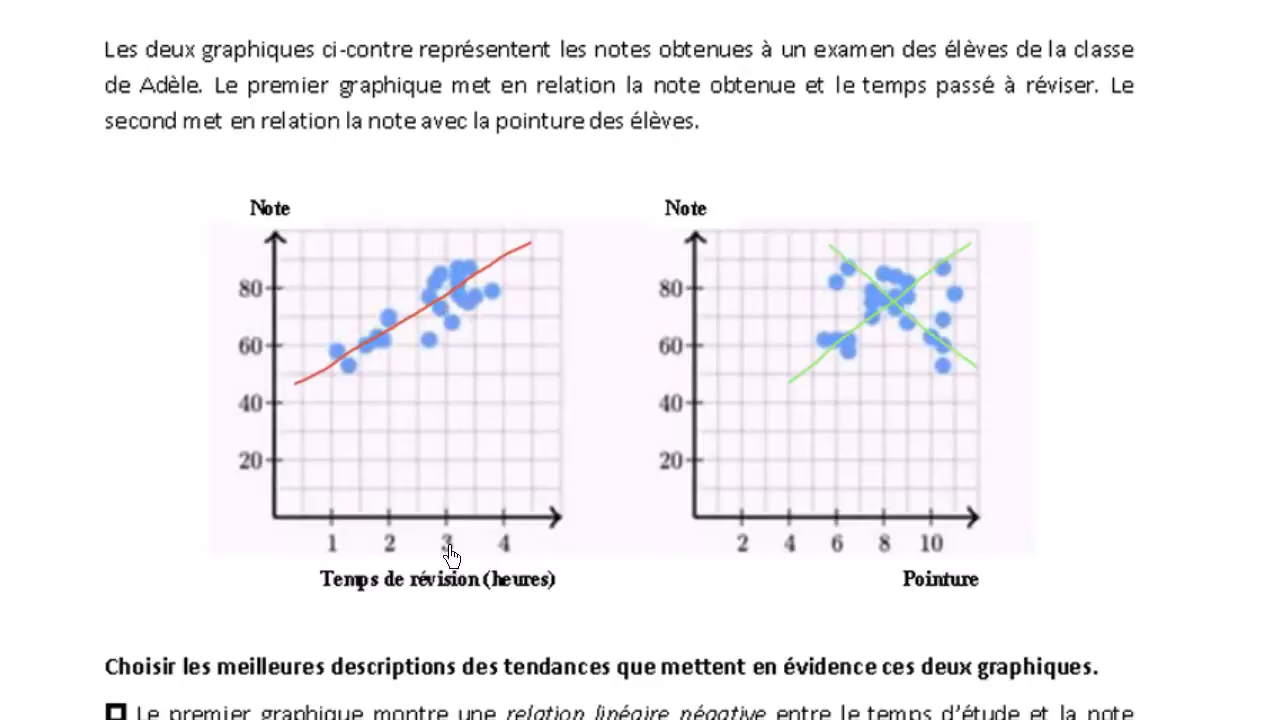 Les deux graphiques ci-contre représentent les notes obtenues à un examen des élèves de la classe
de Adèle. Le premier graphique met en relation la note obtenue et le temps passé à réviser. Le
second met en relation la note avec la pointure des élèves.
Note
80
60
40
20
1 2 3 4
Temps de révision (heures)
Note
80
60
40
20
2 4 6 8 10
Pointure
Choisir les meilleures descriptions des tendances que mettent en évidence ces deux graphiques.
Le premier graphique montre une relation linéaire négative entre le temps d'étude et la note